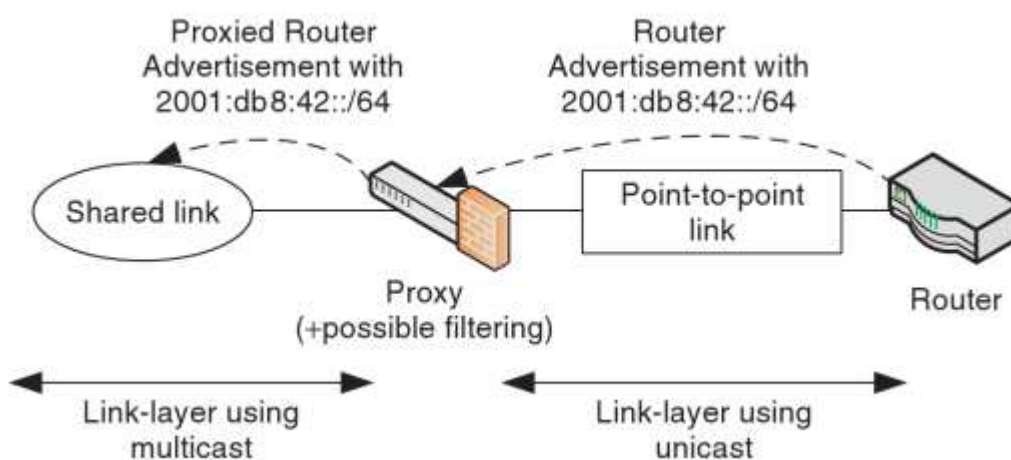 Proxied Router
Advertisement with
2001:db8:42::/64
Router
Advertisement with
2001:db8:42::/64
Shared link
Point-to-point
link
Proxy
(+possible filtering)
Router
Link-layer using
multicast
Link-layer using
unicast